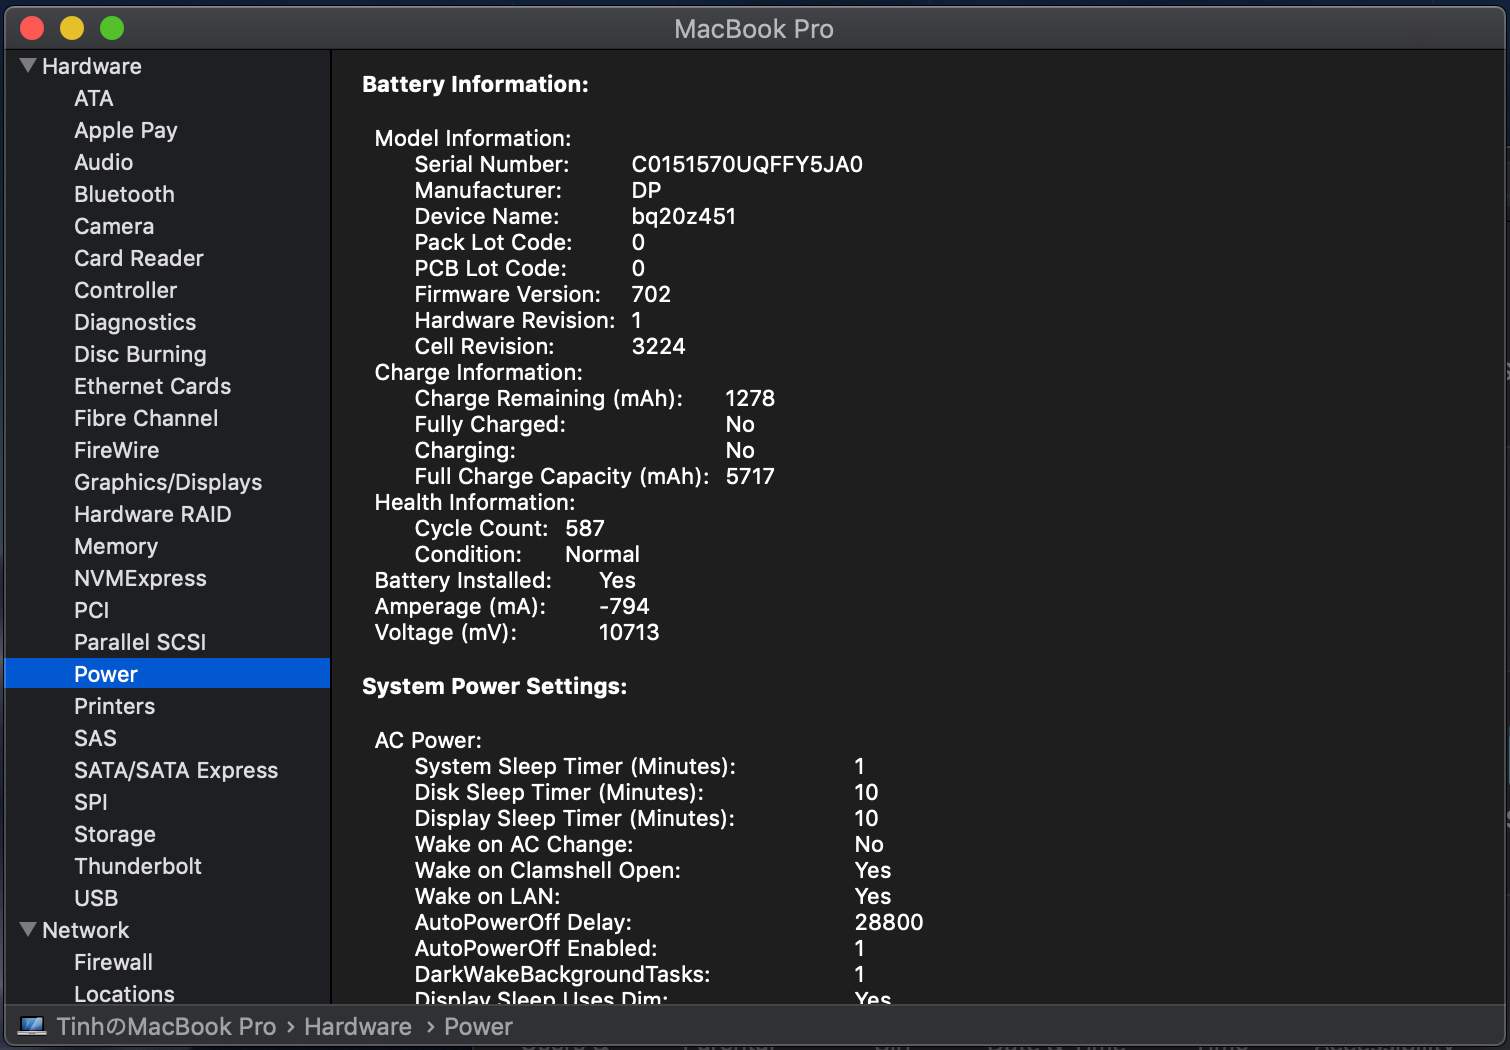 MacBook Pro
Hardware
ATA
Apple Pay
Audio
Bluetooth
Camera
Card Reader
Controller
Diagnostics
Disc Burning
Ethernet Cards
Fibre Channel
FireWire
Graphics/Displays
Hardware RAID
Memory
NVMExpress
PCI
Parallel SCSI
Power
Printers
SAS
SATA/SATA Express
SPI
Storage
Thunderbolt
USB
Network
Firewall
Locations
Battery Information:
Model Information:
Serial Number: C0151570UQFFY5JA0
Manufacturer: DP
Device Name: bq20z451
Pack Lot Code: 0
PCB Lot Code: 0
Firmware Version: 702
Hardware Revision: 1
Cell Revision: 3224
Charge Information:
Charge Remaining (mAh): 1278
Fully Charged: No
Charging: No
Full Charge Capacity (mAh): 5717
Health Information:
Cycle Count: 587
Condition: Normal
Battery Installed: Yes
Amperage (mA): -794
Voltage (mV): 10713
System Power Settings:
AC Power:
System Sleep Timer (Minutes): 1
Disk Sleep Timer (Minutes): 10
Display Sleep Timer (Minutes): 10
Wake on AC Change: No
Wake on Clamshell Open: Yes
Wake on LAN: Yes
AutoPowerOff Delay: 28800
AutoPowerOff Enabled: 1
DarkWakeBackgroundTasks: 1
Display Sleep Uses Dim: Yes
TinhのMacBook Pro › Hardware › Power